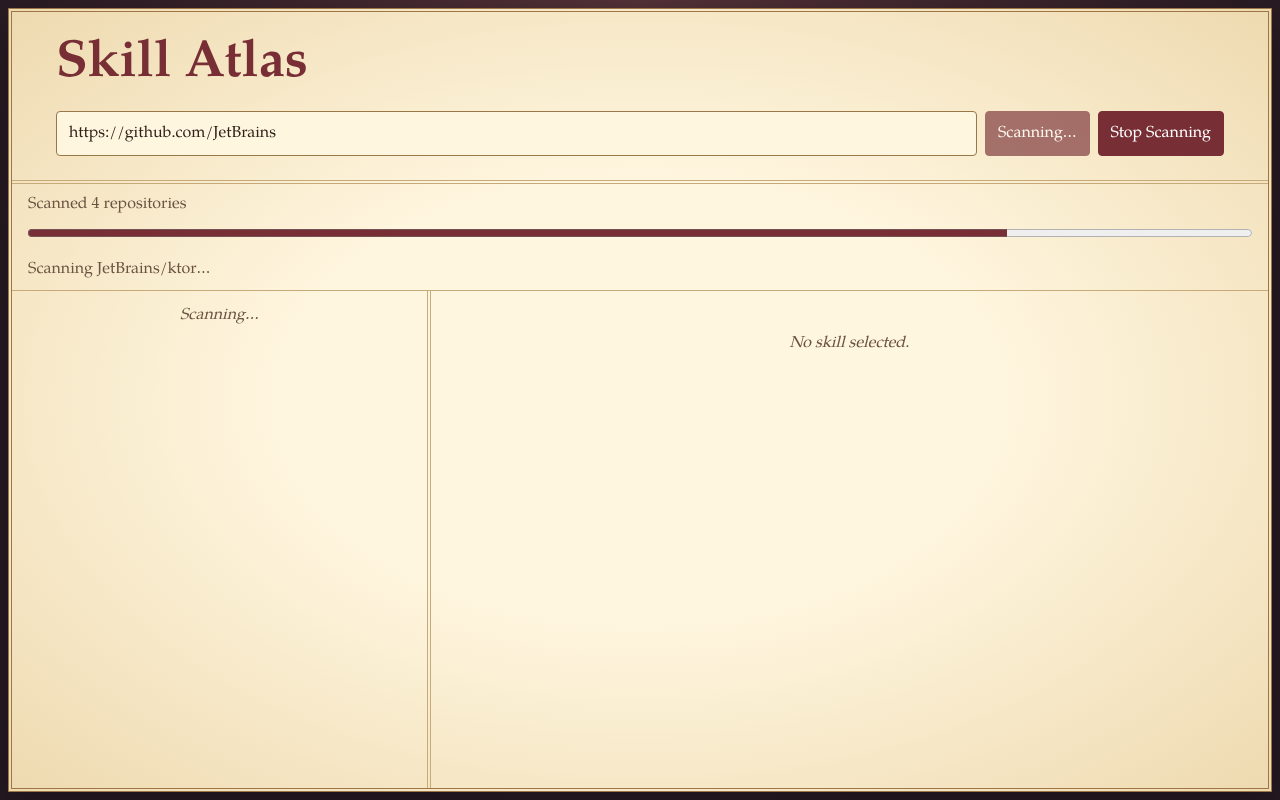 Skill Atlas
https://github.com/JetBrains
Scanning...
Stop Scanning
Scanned 4 repositories
Scanning JetBrains/ktor...
Scanning...
No skill selected.